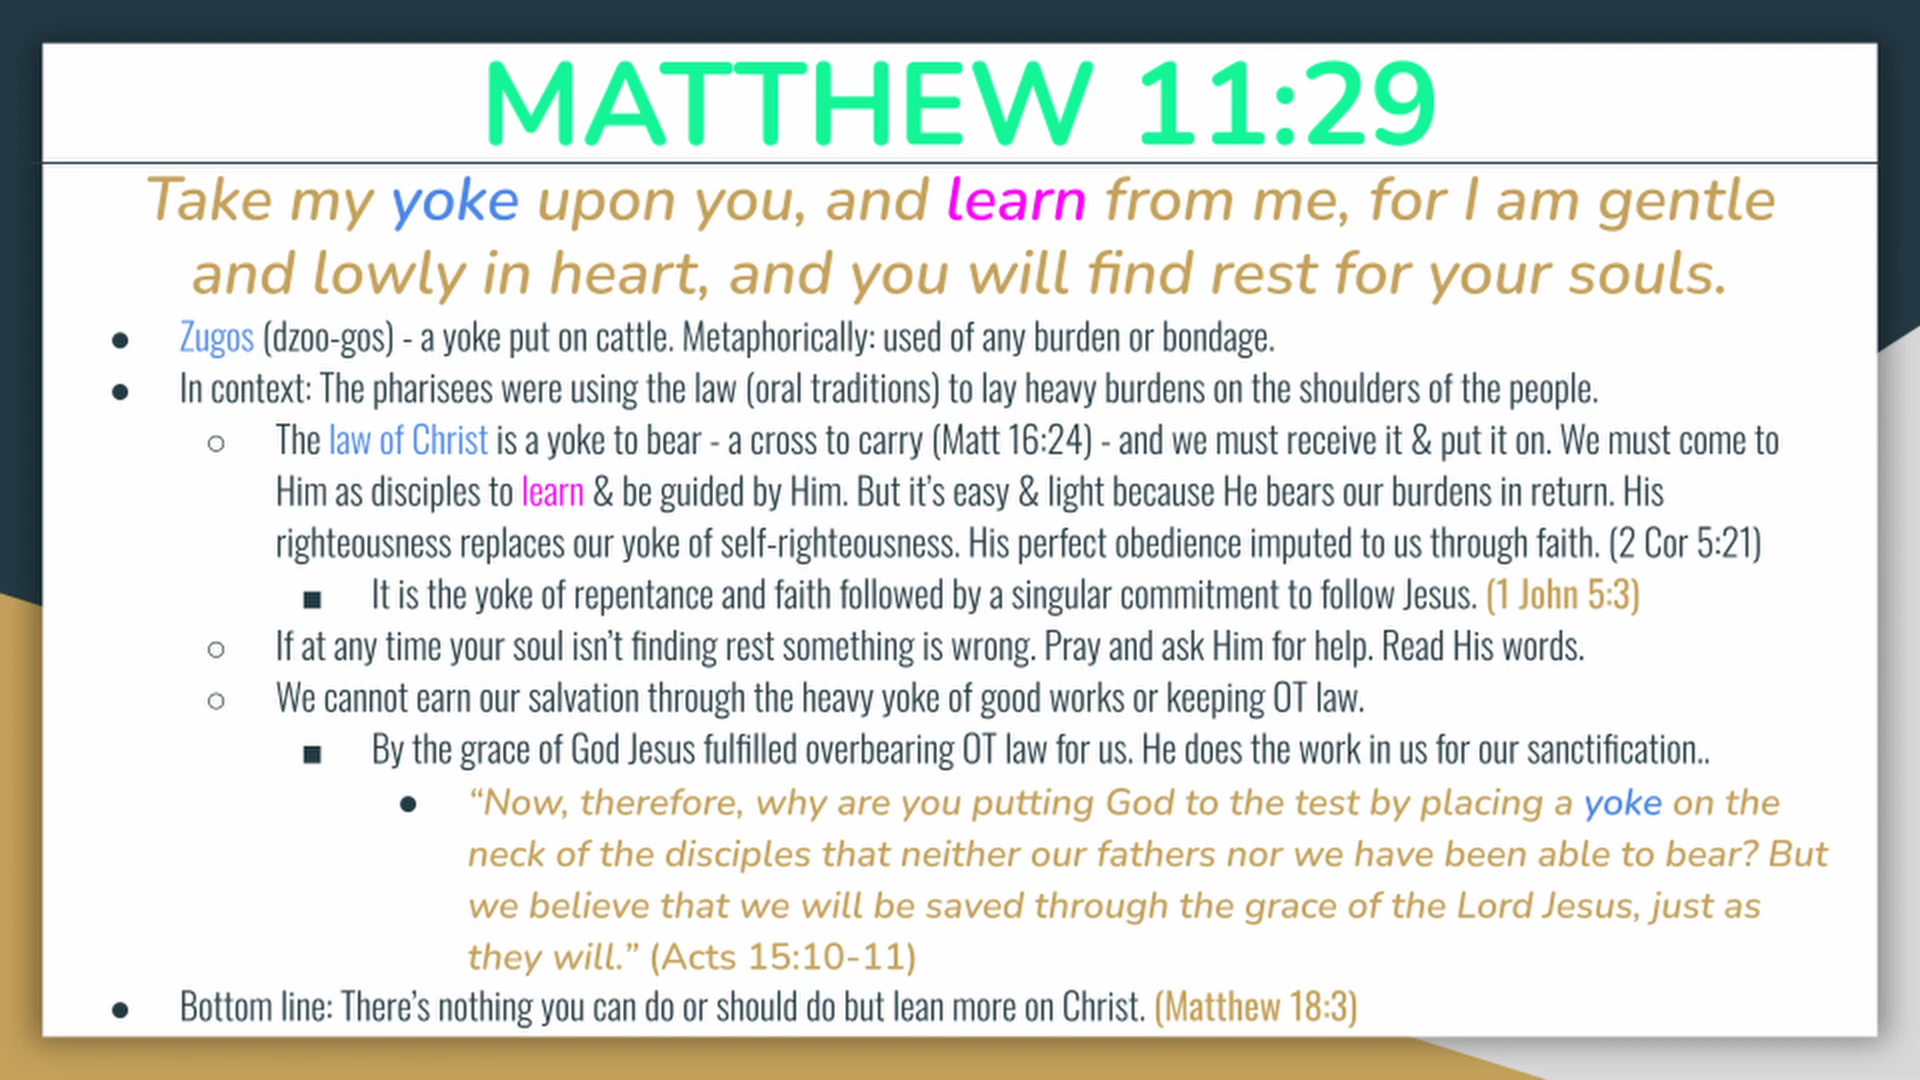 MATTHEW 11:29
Take my yoke upon you, and learn from me, for I am gentle
and lowly in heart, and you will find rest for your souls.
● Zugos (dzoo-gos) - a yoke put on cattle. Metaphorically: used of any burden or bondage.
● In context: The pharisees were using the law (oral traditions) to lay heavy burdens on the shoulders of the people.
○ The law of Christ is a yoke to bear - a cross to carry (Matt 16:24) - and we must receive it & put it on. We must come to
Him as disciples to learn & be guided by Him. But it’s easy & light because He bears our burdens in return. His
righteousness replaces our yoke of self-righteousness. His perfect obedience imputed to us through faith. (2 Cor 5:21)
■ It is the yoke of repentance and faith followed by a singular commitment to follow Jesus. (1 John 5:3)
○ If at any time your soul isn’t finding rest something is wrong. Pray and ask Him for help. Read His words.
○ We cannot earn our salvation through the heavy yoke of good works or keeping OT law.
■ By the grace of God Jesus fulfilled overbearing OT law for us. He does the work in us for our sanctification..
● “Now, therefore, why are you putting God to the test by placing a yoke on the
neck of the disciples that neither our fathers nor we have been able to bear? But
we believe that we will be saved through the grace of the Lord Jesus, just as
they will.” (Acts 15:10-11)
● Bottom line: There’s nothing you can do or should do but lean more on Christ. (Matthew 18:3)